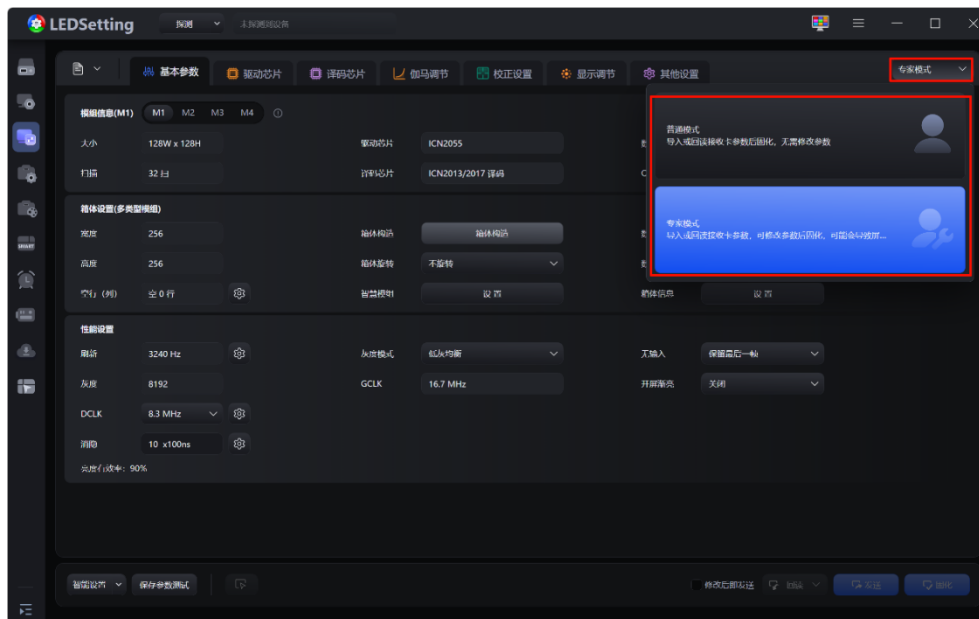 LEDSetting
探测
未探测到设备
基本参数
驱动芯片
译码芯片
伽马调节
校正设置
显示调节
其他设置
专家模式
模组信息(M1)
M1 M2 M3 M4
大小 128W x 128H
驱动芯片 ICN2055
扫描 32 扫
译码芯片 ICN2013/2017 译码
普通模式
导入或回读接收卡参数后固化，无需修改参数
专家模式
导入或回读接收卡参数，可修改参数后固化，可能会导致屏...
箱体设置(多类型模组)
宽度 256
箱体构造 箱体构造
高度 256
箱体旋转 不旋转
空行（列） 空 0 行
智慧模组 设置
箱体信息 设置
性能设置
刷新 3240 Hz
灰度模式 低灰均衡
无输入 保留最后一帧
灰度 8192
GCLK 16.7 MHz
开屏渐亮 关闭
DCLK 8.3 MHz
消隐 10 x100ns
亮度有效率：90%
智能设置
保存参数测试
修改后即发送
回读
发送
固化